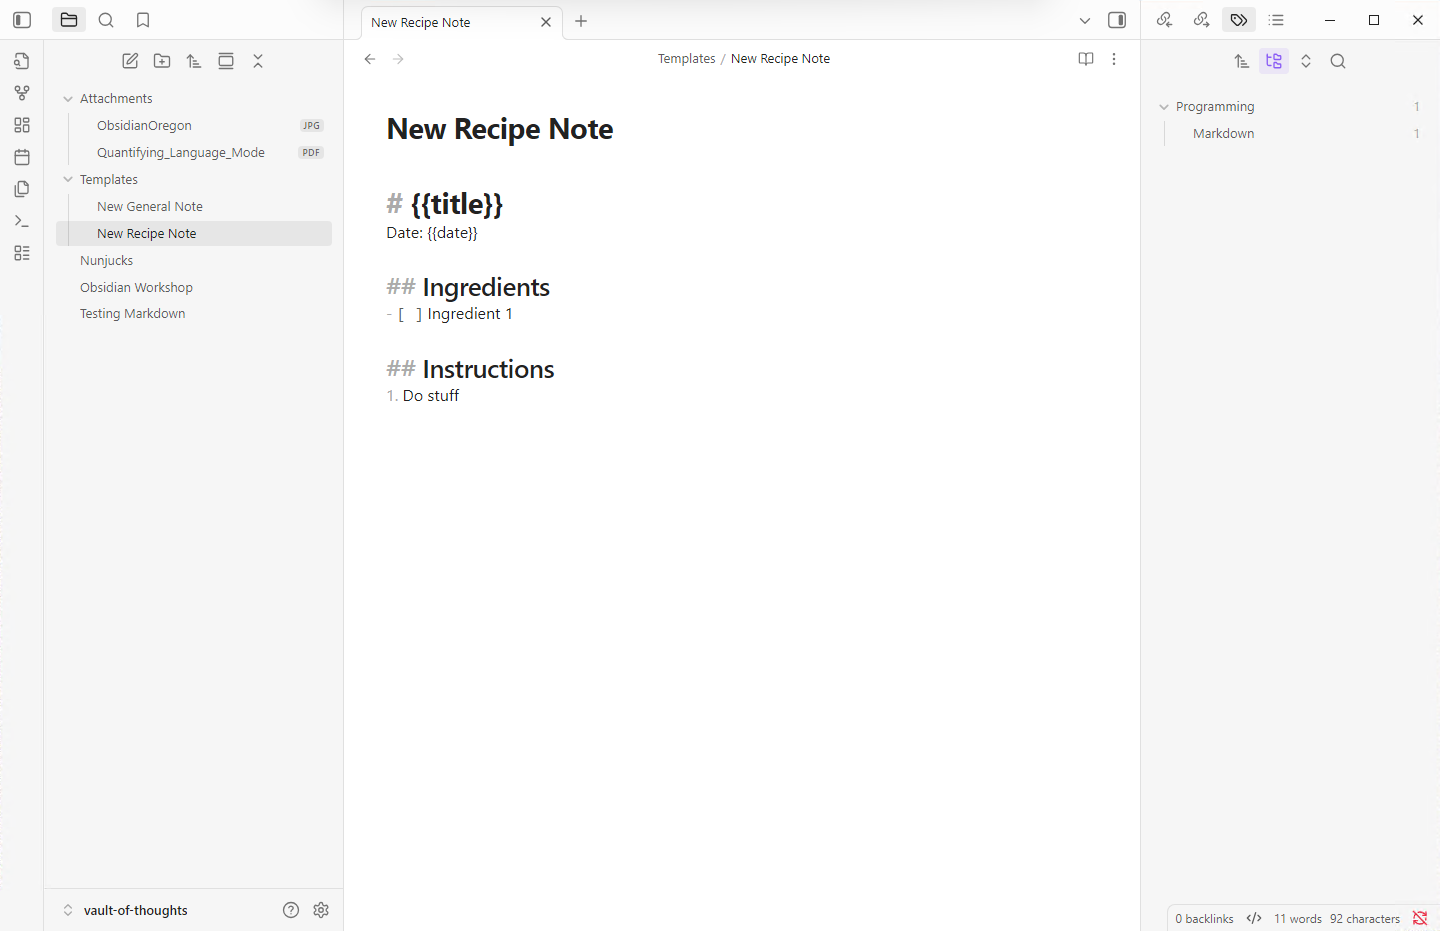 New Recipe Note
Templates / New Recipe Note
Attachments
ObsidianOregon JPG
Quantifying_Language_Mode PDF
Templates
New General Note
New Recipe Note
Nunjucks
Obsidian Workshop
Testing Markdown
vault-of-thoughts
New Recipe Note
# {{title}}
Date: {{date}}
## Ingredients
- [ ] Ingredient 1
## Instructions
1. Do stuff
Programming 1
Markdown 1
0 backlinks </> 11 words 92 characters